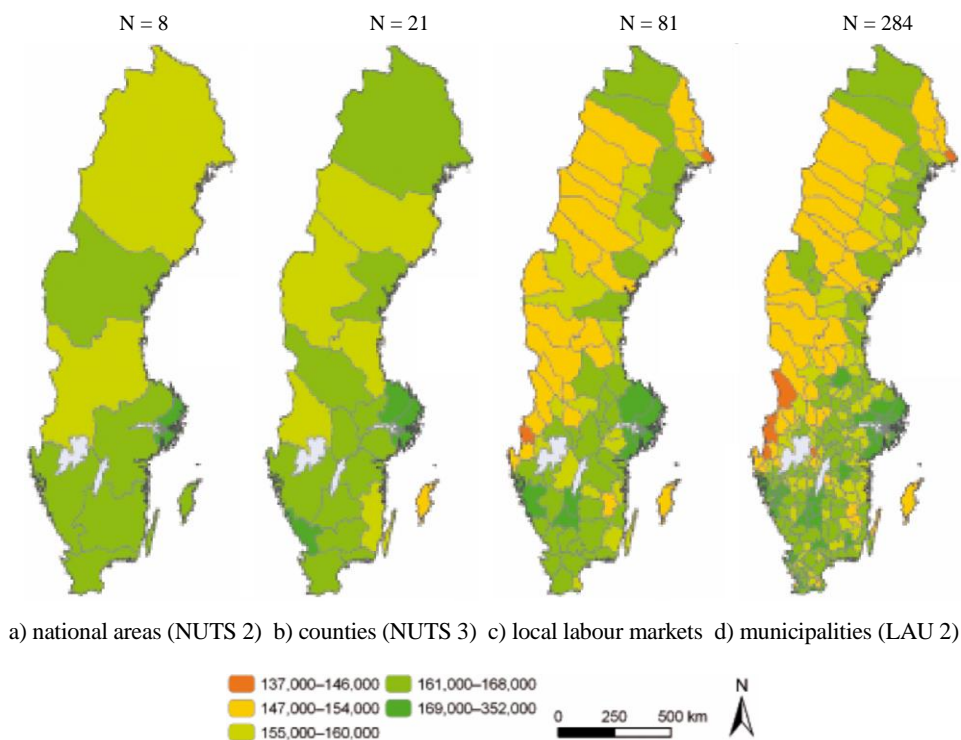 N = 8 N = 21 N = 81 N = 284
a) national areas (NUTS 2) b) counties (NUTS 3) c) local labour markets d) municipalities (LAU 2)
137,000–146,000 161,000–168,000
147,000–154,000 169,000–352,000
155,000–160,000
0 250 500 km
N